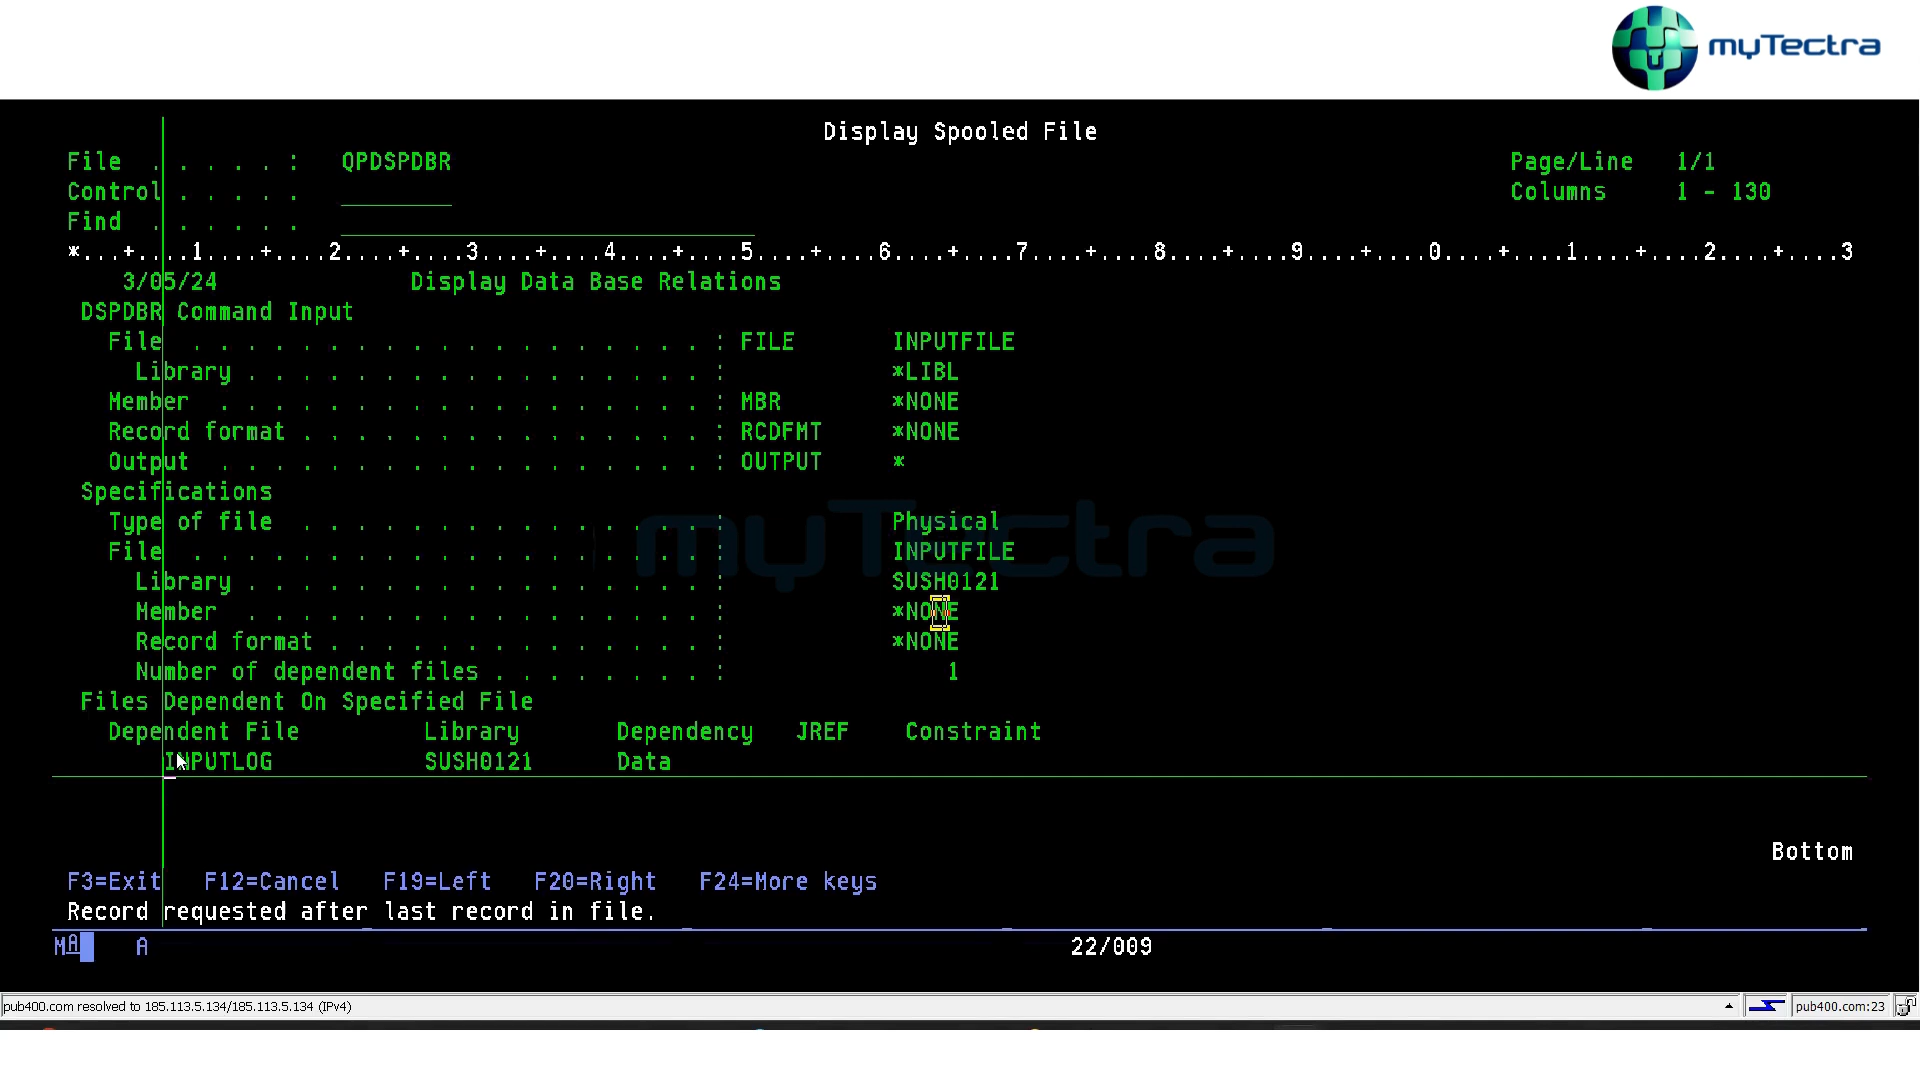 myTectra
Display Spooled File
File . . . . . : QPDSPDBR Page/Line 1/1
Control . . . . . Columns 1 - 130
Find . . . . . .
*...+....1....+....2....+....3....+....4....+....5....+....6....+....7....+....8....+....9....+....0....+....1....+....2....+....3
3/05/24 Display Data Base Relations
DSPDBR Command Input
File . . . . . . . . . . . . . . . . . . . : FILE INPUTFILE
Library . . . . . . . . . . . . . . . . . . : *LIBL
Member . . . . . . . . . . . . . . . . . . : MBR *NONE
Record format . . . . . . . . . . . . . . . : RCDFMT *NONE
Output . . . . . . . . . . . . . . . . . . : OUTPUT *
Specifications
Type of file . . . . . . . . . . . . . . . : Physical
File . . . . . . . . . . . . . . . . . . . : INPUTFILE
Library . . . . . . . . . . . . . . . . . . : SUSH0121
Member . . . . . . . . . . . . . . . . . : *NONE
Record format . . . . . . . . . . . . . . : *NONE
Number of dependent files . . . . . . . . : 1
Files Dependent On Specified File
Dependent File Library Dependency JREF Constraint
INPUTLOG SUSH0121 Data
myTectra
Bottom
F3=Exit F12=Cancel F19=Left F20=Right F24=More keys
Record requested after last record in file.
MA A 22/009
pub400.com resolved to 185.113.5.134/185.113.5.134 (IPv4) pub400.com:23